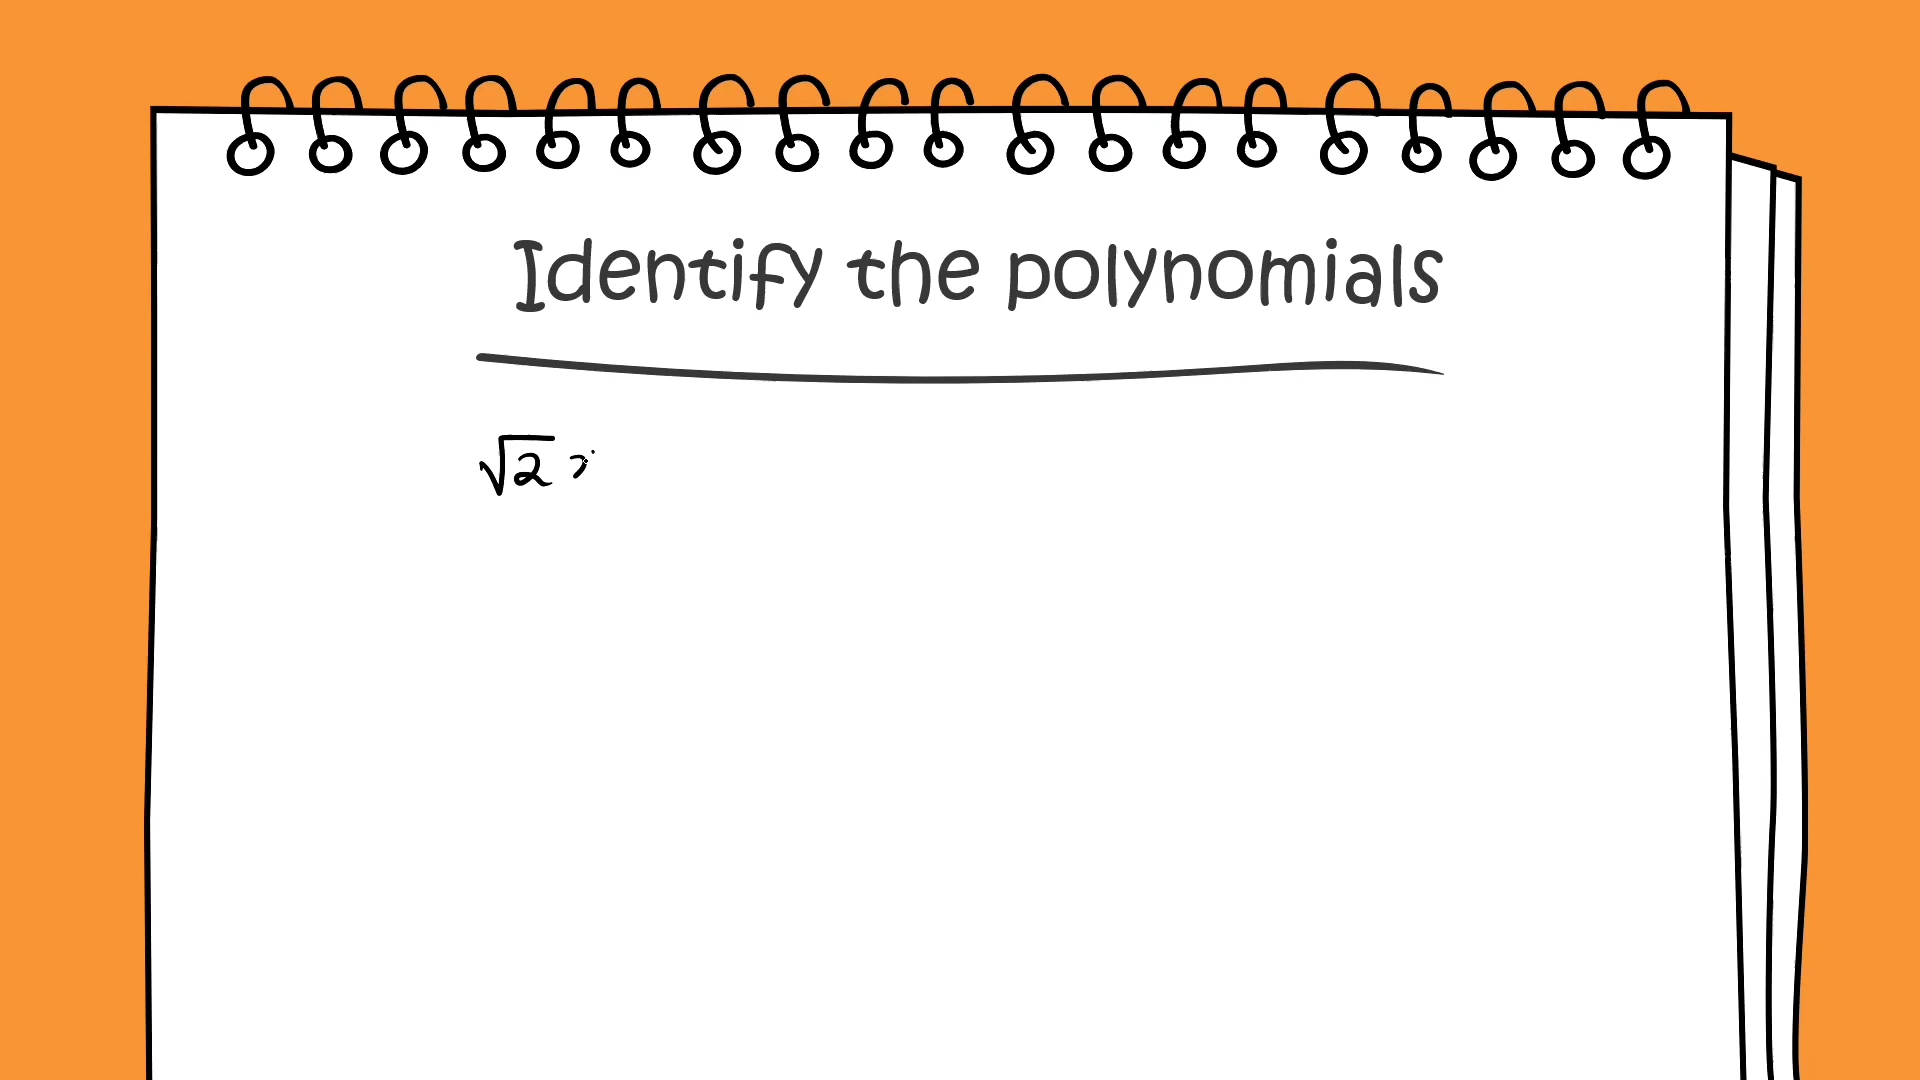 Identify the polynomials
√2